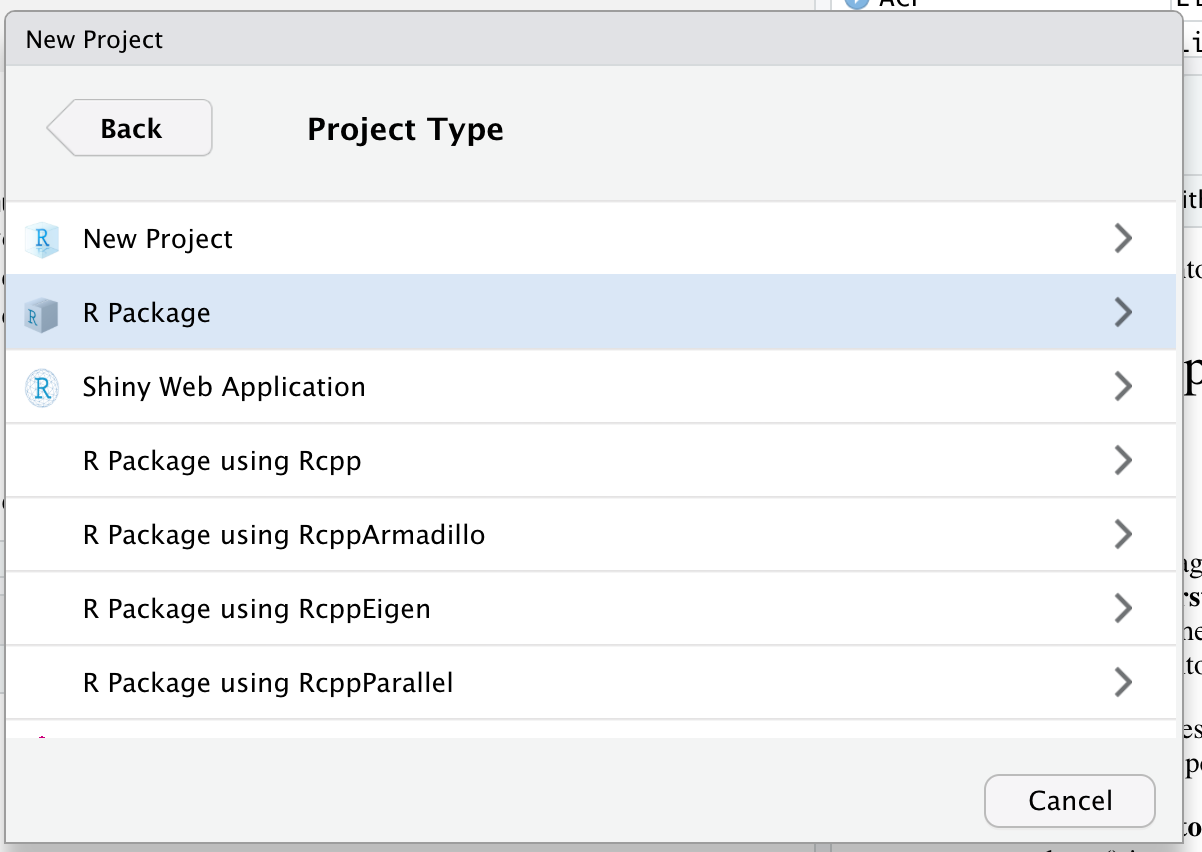 New Project
Back
Project Type
New Project
R Package
Shiny Web Application
R Package using Rcpp
R Package using RcppArmadillo
R Package using RcppEigen
R Package using RcppParallel
Cancel